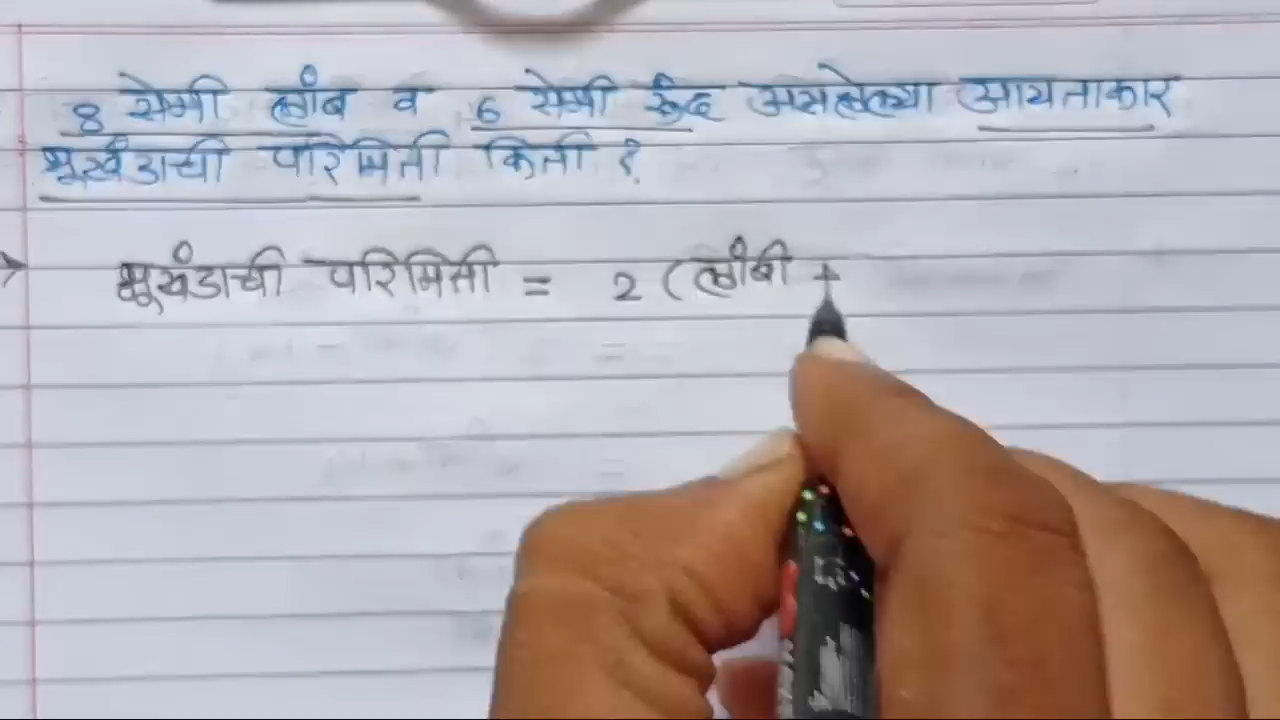 8 सेमी लांब व 6 सेमी रुंद असलेल्या आयताकार
भूखंडाची परिमिती किती ?
भूखंडाची परिमिती = 2 (लांबी +